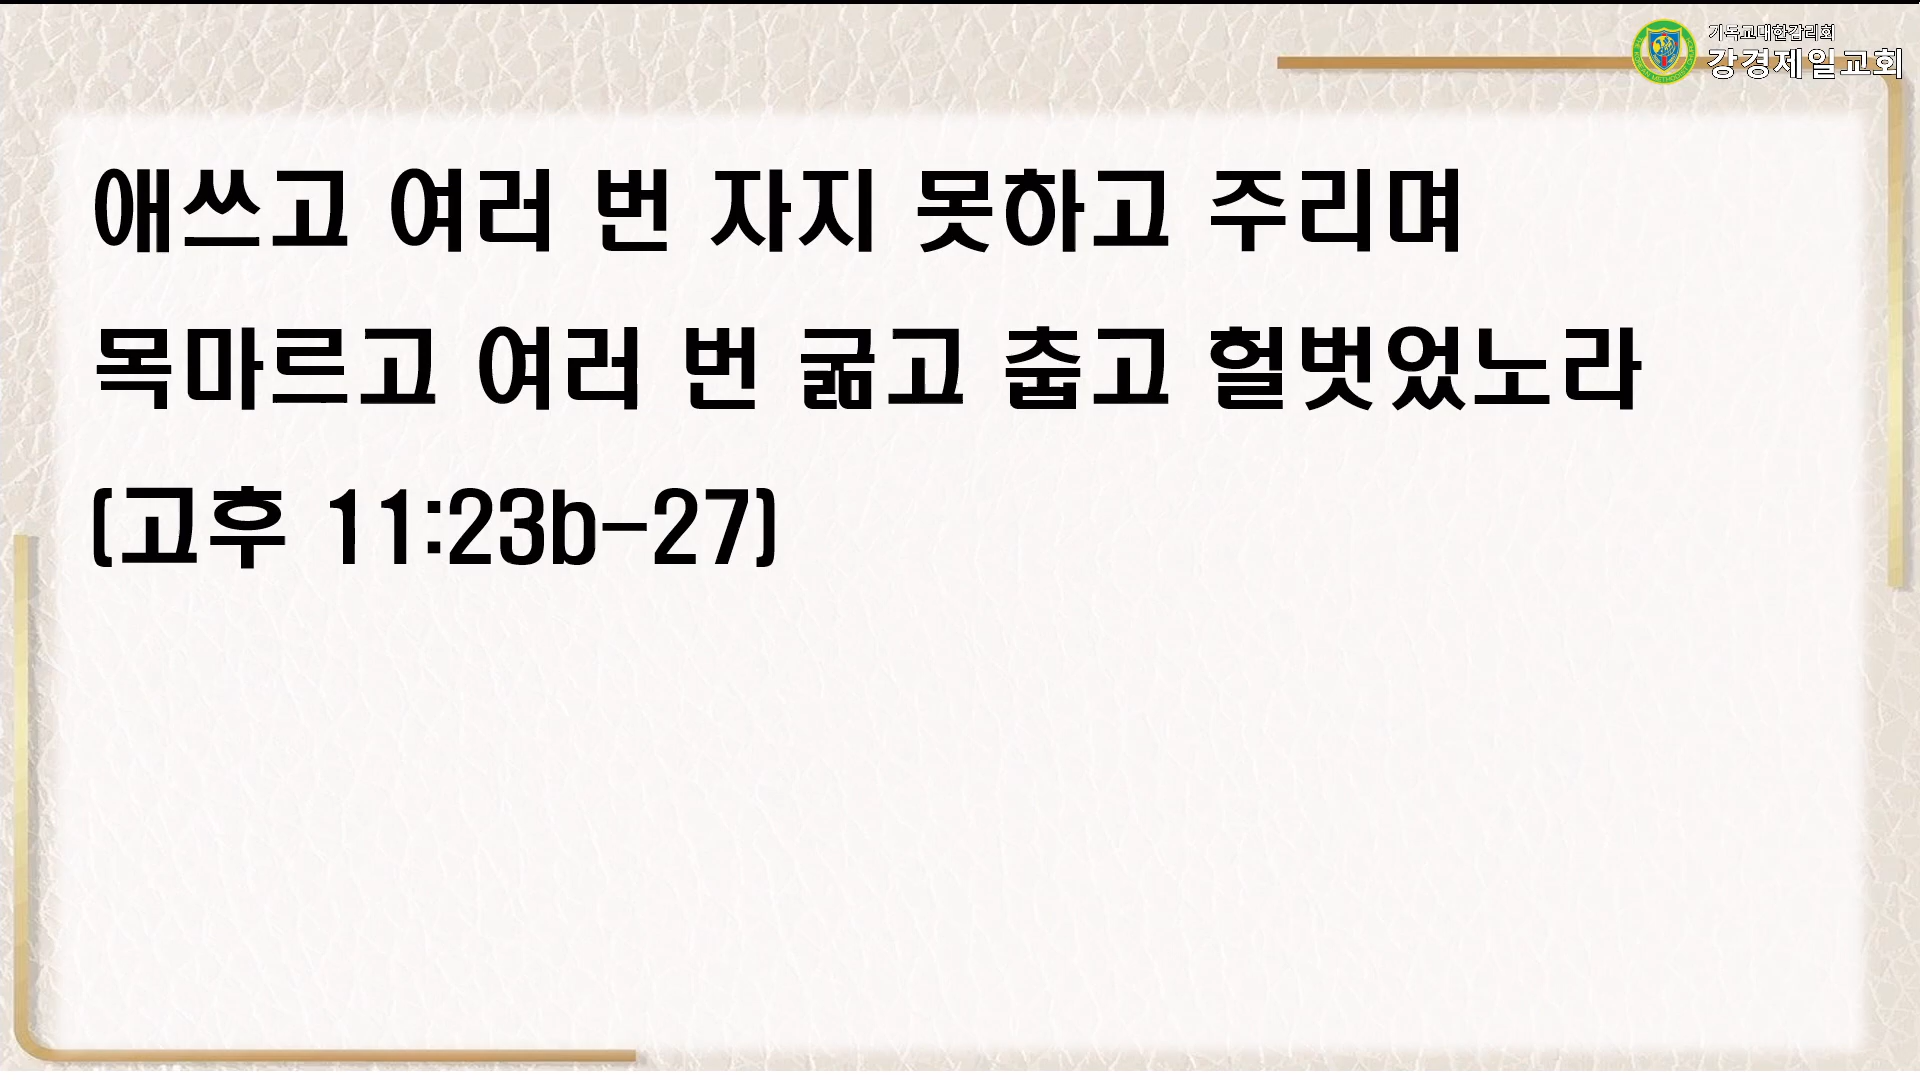 기독교대한감리회
강경제일교회
애쓰고 여러 번 자지 못하고 주리며
목마르고 여러 번 굶고 춥고 헐벗었노라
(고후 11:23b-27)